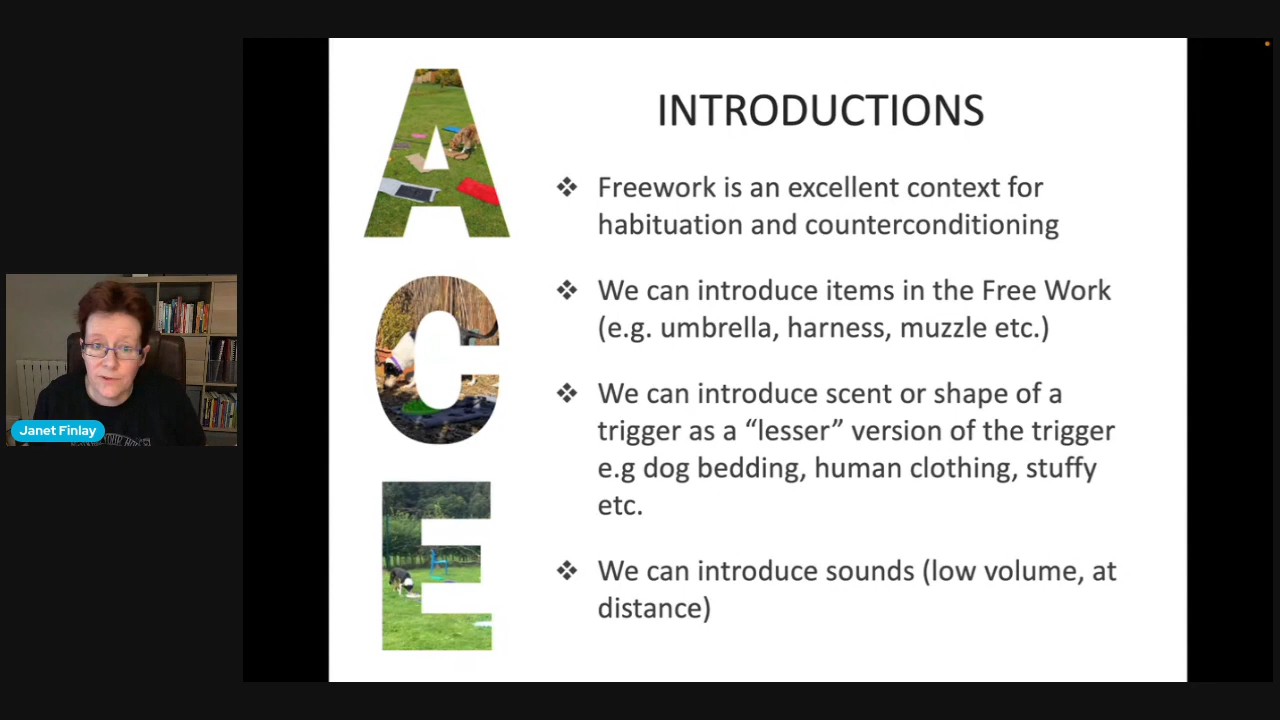 A
INTRODUCTIONS
❖ Freework is an excellent context for
habituation and counterconditioning
C
❖ We can introduce items in the Free Work
(e.g. umbrella, harness, muzzle etc.)
❖ We can introduce scent or shape of a
trigger as a “lesser” version of the trigger
e.g dog bedding, human clothing, stuffy
etc.
E
❖ We can introduce sounds (low volume, at
distance)
Janet Finlay